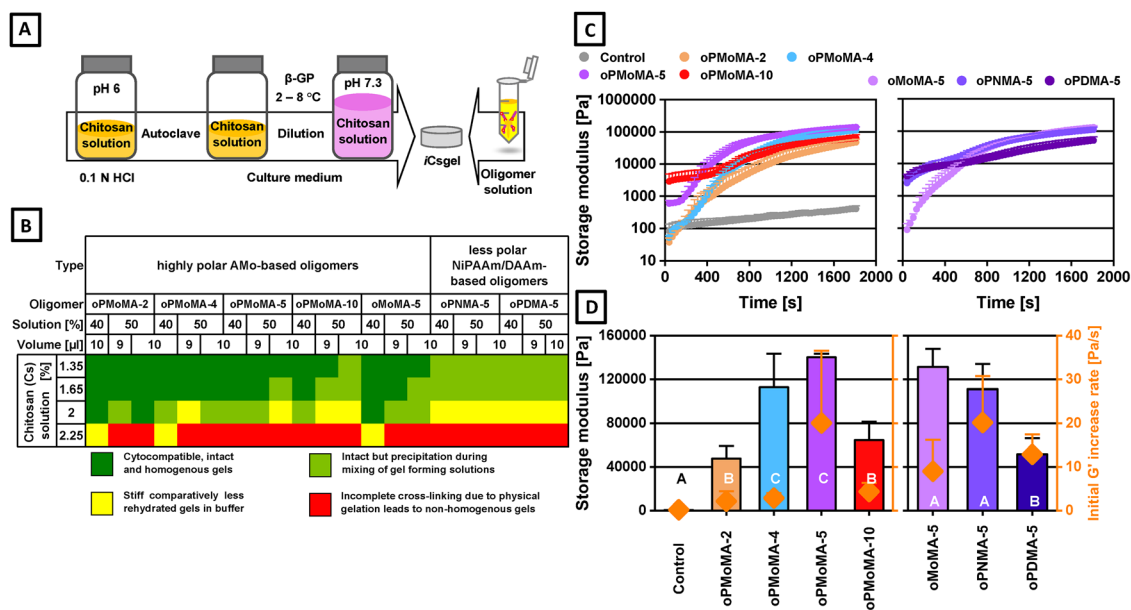 A
pH 6
Chitosan
solution
0.1 N HCl
Autoclave
Chitosan
solution
β-GP
2 – 8 °C
Dilution
Culture medium
pH 7.3
Chitosan
solution
iCsgel
Oligomer
solution
B
Type
highly polar AMo-based oligomers
less polar
NiPAAm/DAAm-
based oligomers
Oligomer oPMoMA-2 oPMoMA-4 oPMoMA-5 oPMoMA-10 oMoMA-5 oPNMA-5 oPDMA-5
Solution [%] 40 50 40 50 40 50 40 50 40 50 40 50 40 50
Volume [µl] 10 9 10 9 10 9 10 9 10 9 10 9 10 9 10
Chitosan (Cs)
solution [%]
1.35
1.65
2
2.25
Cytocompatible, intact
and homogenous gels
Intact but precipitation during
mixing of gel forming solutions
Stiff comparatively less
rehydrated gels in buffer
Incomplete cross-linking due to physical
gelation leads to non-homogenous gels
C
Control oPMoMA-2 oPMoMA-4
oPMoMA-5 oPMoMA-10
oMoMA-5 oPNMA-5 oPDMA-5
Storage modulus [Pa]
1000000
100000
10000
1000
100
10
0 400 800 1200 1600 2000
0 400 800 1200 1600 2000
Time [s]
Time [s]
D
Storage modulus [Pa]
160000
120000
80000
40000
0
A B C C B
A A B
40
30
20
10
0
Initial G' increase rate [Pa/s]
Control
oPMoMA-2
oPMoMA-4
oPMoMA-5
oPMoMA-10
oMoMA-5
oPNMA-5
oPDMA-5